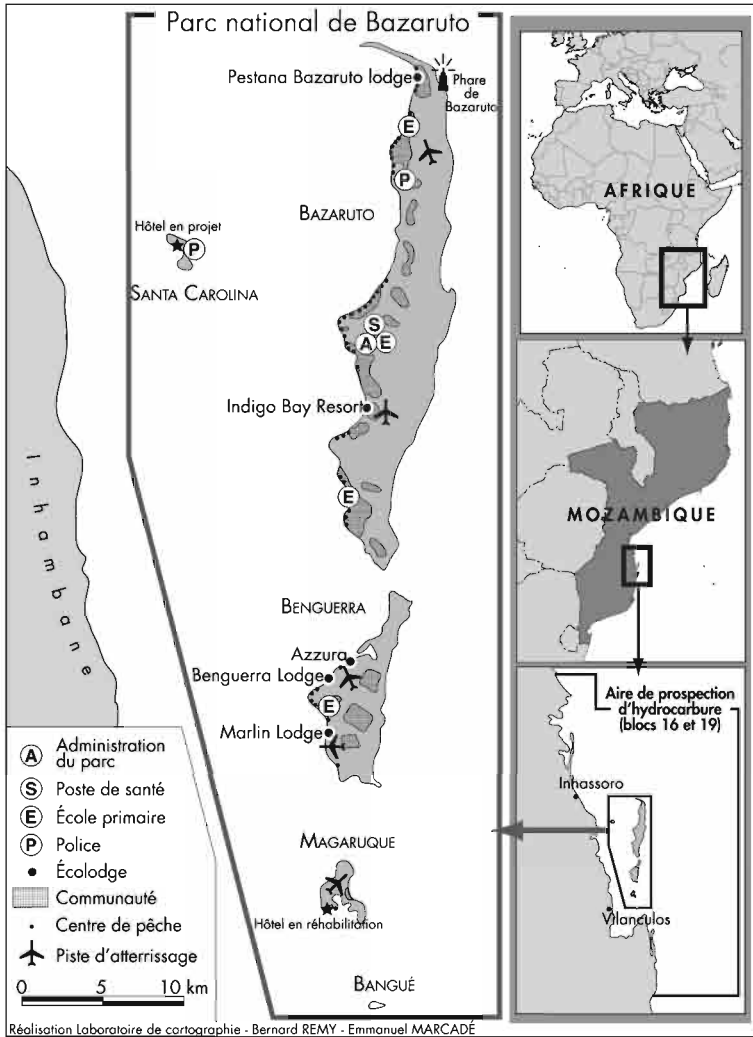 Parc national de Bazaruto
Pestana Bazaruto lodge
Phare
de
Bazaruto
E
P
BAZARUTO
Hôtel en projet
P
SANTA CAROLINA
S
A E
Indigo Bay Resort
E
Inhambane
BENGUERRA
Azzura
Benguerra Lodge
E
Marlin Lodge
MAGARUQUE
Hôtel en réhabilitation
BANGUÉ
A Administration
du parc
S Poste de santé
E École primaire
P Police
Écolodge
Communauté
Centre de pêche
Piste d'atterrissage
0 5 10 km
AFRIQUE
MOZAMBIQUE
Aire de prospection
d'hydrocarbure
(blocs 16 et 19)
Inhassoro
Vilanculos
Réalisation Laboratoire de cartographie - Bernard REMY - Emmanuel MARCADÉ